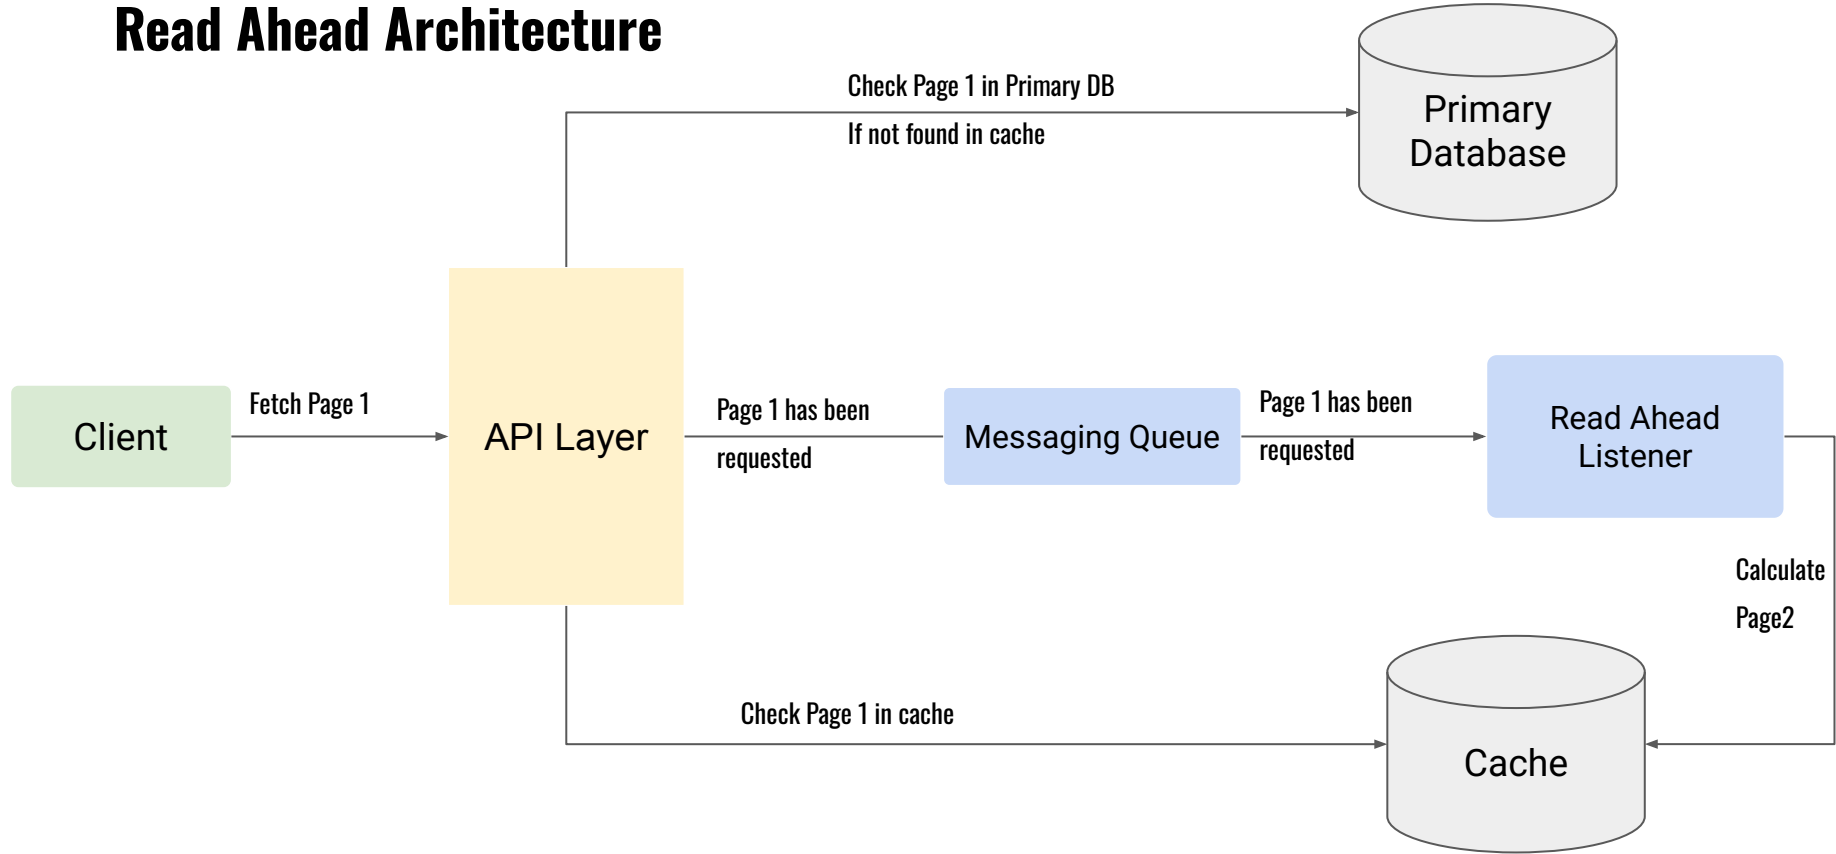 Read Ahead Architecture
Check Page 1 in Primary DB
If not found in cache
Primary
Database
Client
Fetch Page 1
API Layer
Page 1 has been
requested
Messaging Queue
Page 1 has been
requested
Read Ahead
Listener
Calculate
Page2
Check Page 1 in cache
Cache